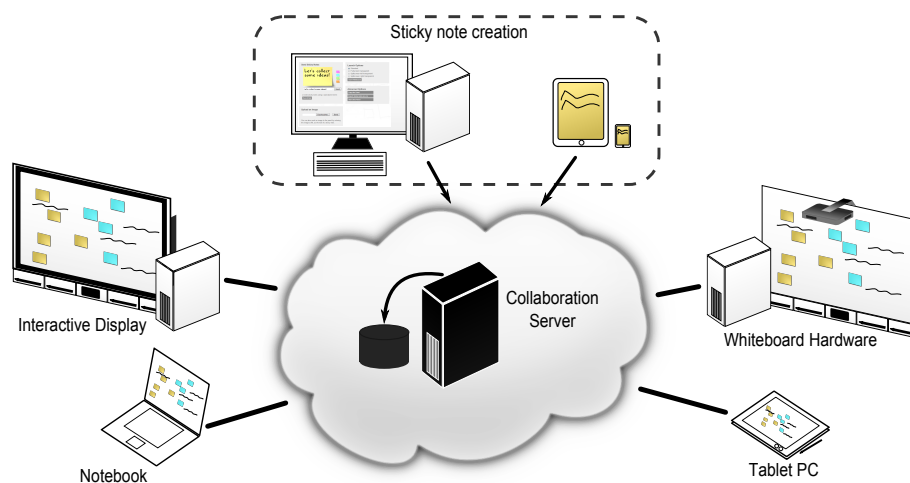 Sticky note creation
Let's collect
some ideas!
Collaboration
Server
Interactive Display
Whiteboard Hardware
Notebook
Tablet PC